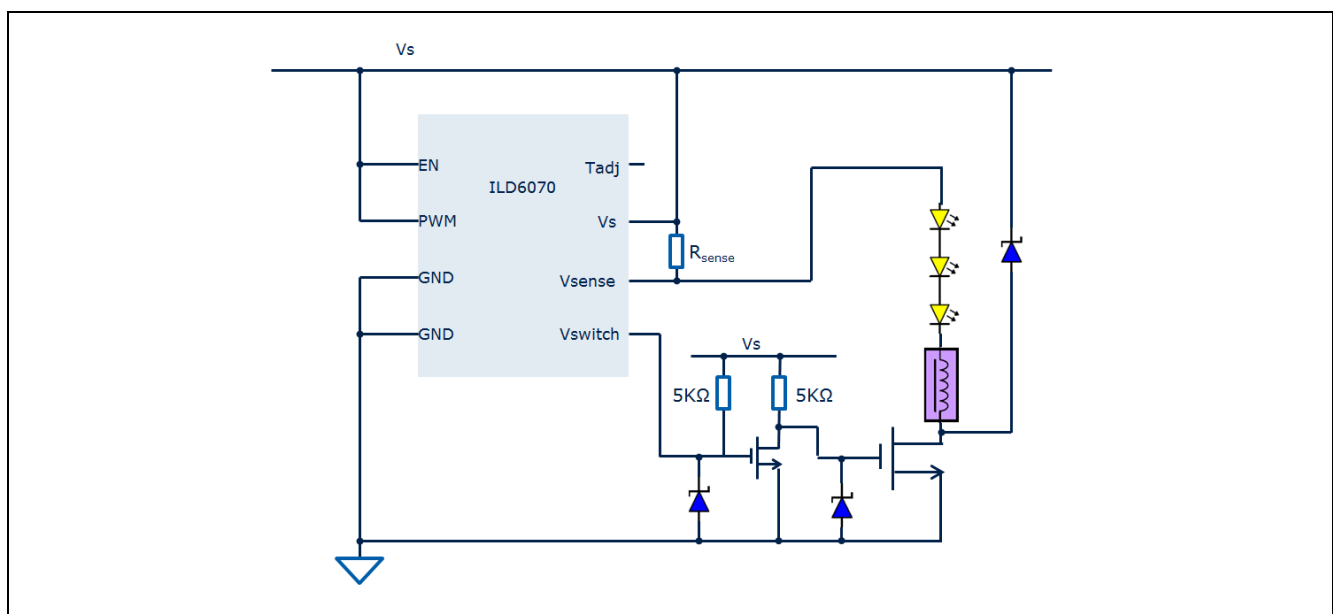 Vs
EN
Tadj
ILD6070
PWM
Vs
Rsense
GND
Vsense
GND
Vswitch
Vs
5KΩ
5KΩ